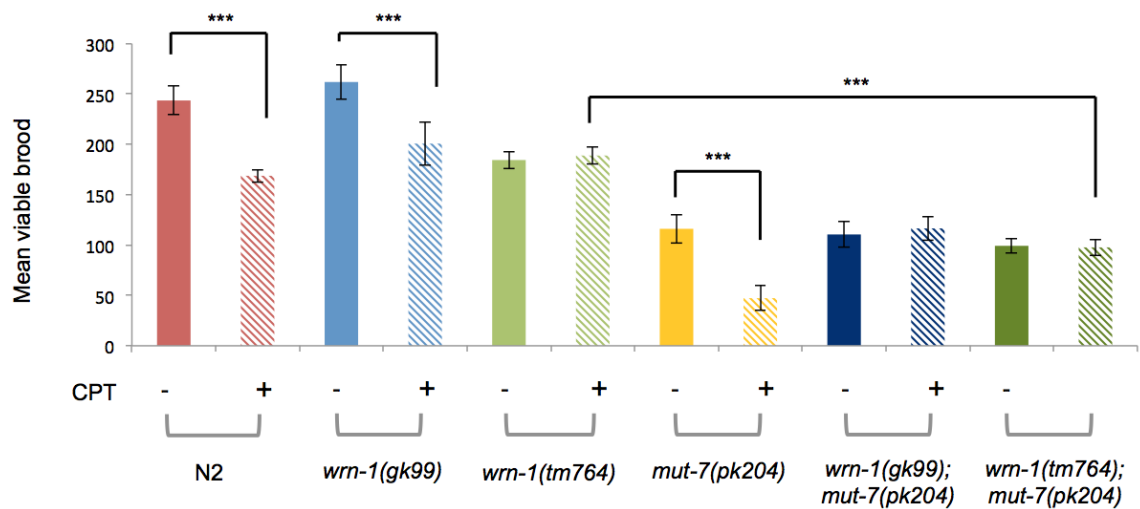 ***
***
300
250
200
150
100
50
0
Mean viable brood
***
***
CPT - + - + - + - + - + -
N2 wrn-1(gk99) wrn-1(tm764) mut-7(pk204) wrn-1(gk99); wrn-1(tm764);
mut-7(pk204) mut-7(pk204)